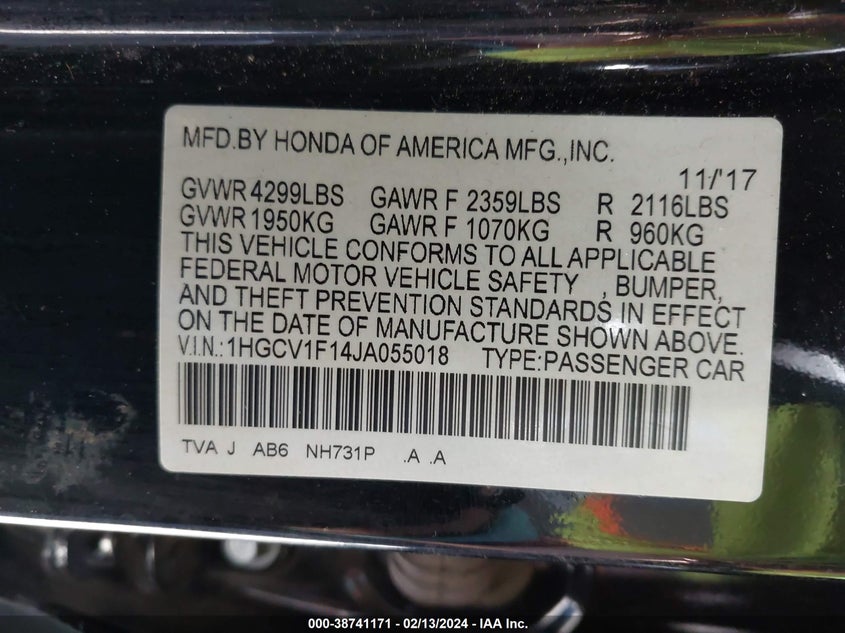 MFD.BY HONDA OF AMERICA MFG.,INC.
11/'17
GVWR 4299LBS GAWR F 2359LBS R 2116LBS
GVWR 1950KG GAWR F 1070KG R 960KG
THIS VEHICLE CONFORMS TO ALL APPLICABLE
FEDERAL MOTOR VEHICLE SAFETY , BUMPER,
AND THEFT PREVENTION STANDARDS IN EFFECT
ON THE DATE OF MANUFACTURE SHOWN ABOVE.
V.I.N.:1HGCV1F14JA055018 TYPE:PASSENGER CAR
TVA J AB6 NH731P .A .A
000-38741171 - 02/13/2024 - IAA Inc.